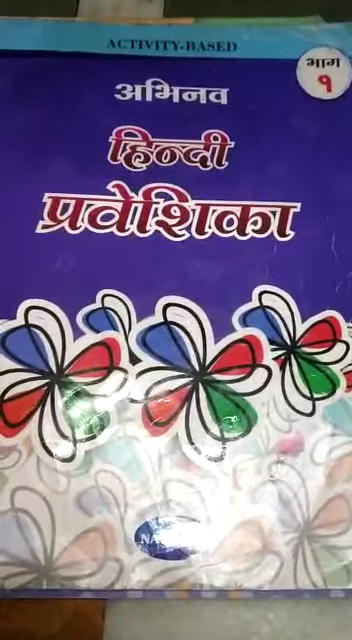 ACTIVITY-BASED
भाग
१
अभिनव
हिन्दी
प्रवेशिका